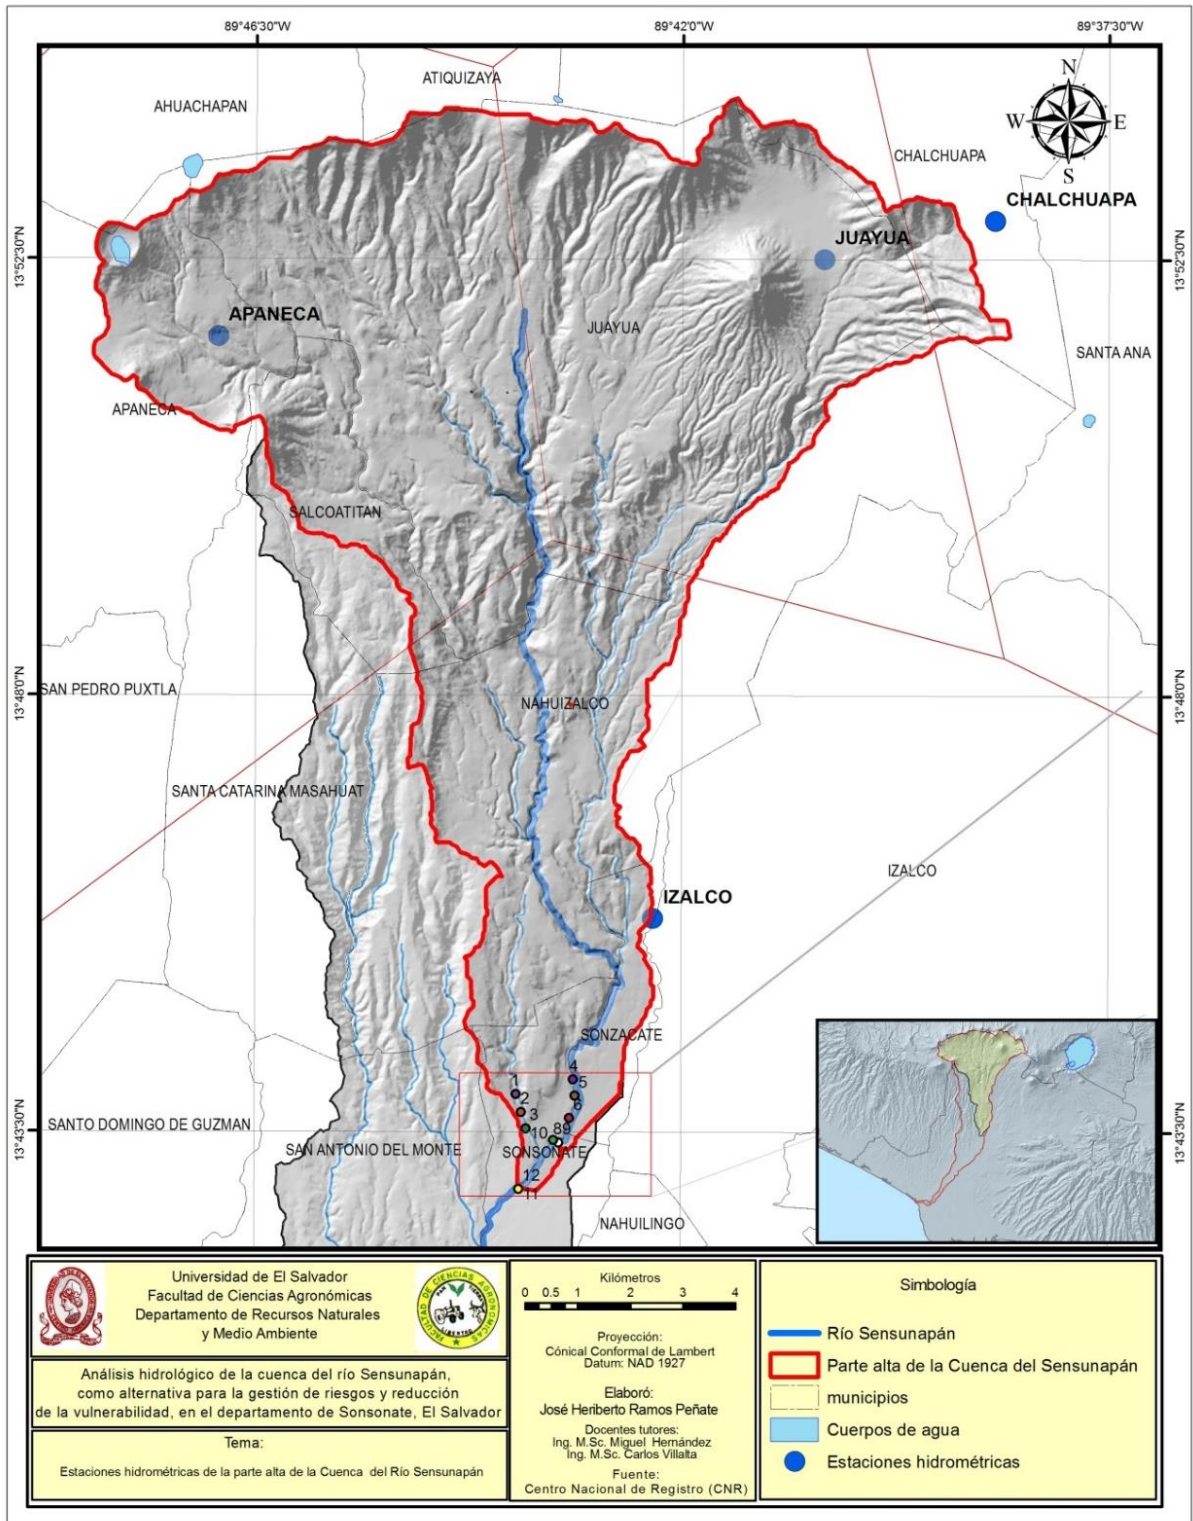 89°46'30"W
89°42'0"W
89°37'30"W
ATIQUIZAYA
AHUACHAPAN
N
W
E
S
CHALCHUAPA
CHALCHUAPA
JUAYUA
13°52'30"N
13°52'30"N
APANECA
JUAYUA
SANTA ANA
APANECA
SALCOATITAN
SAN PEDRO PUXTLA
13°48'0"N
13°48'0"N
NAHUIZALCO
SANTA CATARINA MASAHUAT
IZALCO
IZALCO
SONZACATE
1
2
3
4
5
6
10
89
SANTO DOMINGO DE GUZMAN
SAN ANTONIO DEL MONTE
SONSONATE
13°43'30"N
13°43'30"N
12
11
NAHUILINGO
Universidad de El Salvador
Facultad de Ciencias Agronómicas
Departamento de Recursos Naturales
y Medio Ambiente
FACULTAD DE CIENCIAS AGRONOMICAS
PAN
TIERRA
LIBERTAD
Análisis hidrológico de la cuenca del río Sensunapán,
como alternativa para la gestión de riesgos y reducción
de la vulnerabilidad, en el departamento de Sonsonate, El Salvador
Tema:
Estaciones hidrométricas de la parte alta de la Cuenca del Río Sensunapán
Kilómetros
0 0.5 1 2 3 4
Proyección:
Cónical Conformal de Lambert
Datum: NAD 1927
Elaboró:
José Heriberto Ramos Peñate
Docentes tutores:
Ing. M.Sc. Miguel Hernández
Ing. M.Sc. Carlos Villalta
Fuente:
Centro Nacional de Registro (CNR)
Simbología
Río Sensunapán
Parte alta de la Cuenca del Sensunapán
municipios
Cuerpos de agua
Estaciones hidrométricas